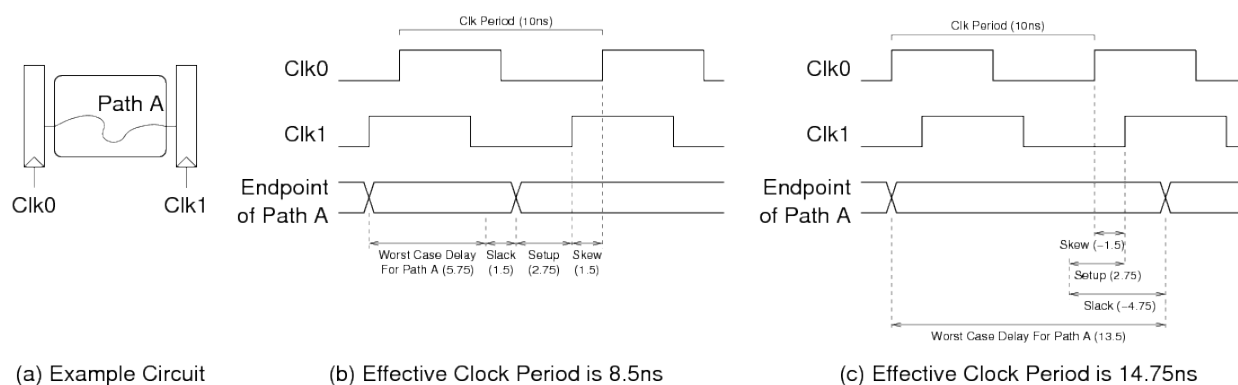 Path A
Clk0
Clk1
(a) Example Circuit
Clk Period (10ns)
Clk0
Clk1
Endpoint
of Path A
Worst Case Delay
For Path A (5.75)
Slack
(1.5)
Setup
(2.75)
Skew
(1.5)
(b) Effective Clock Period is 8.5ns
Clk Period (10ns)
Clk0
Clk1
Endpoint
of Path A
Skew (−1.5)
Setup (2.75)
Slack (−4.75)
Worst Case Delay For Path A (13.5)
(c) Effective Clock Period is 14.75ns